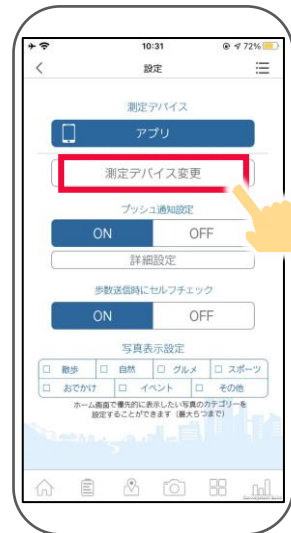 10:31
72%
設定
測定デバイス
アプリ
測定デバイス変更
プッシュ通知設定
ON OFF
詳細設定
歩数送信時にセルフチェック
ON OFF
写真表示設定
散歩 自然 グルメ スポーツ
おでかけ イベント その他
ホーム画面で優先的に表示したい写真のカテゴリーを
設定することができます（最大5つまで）